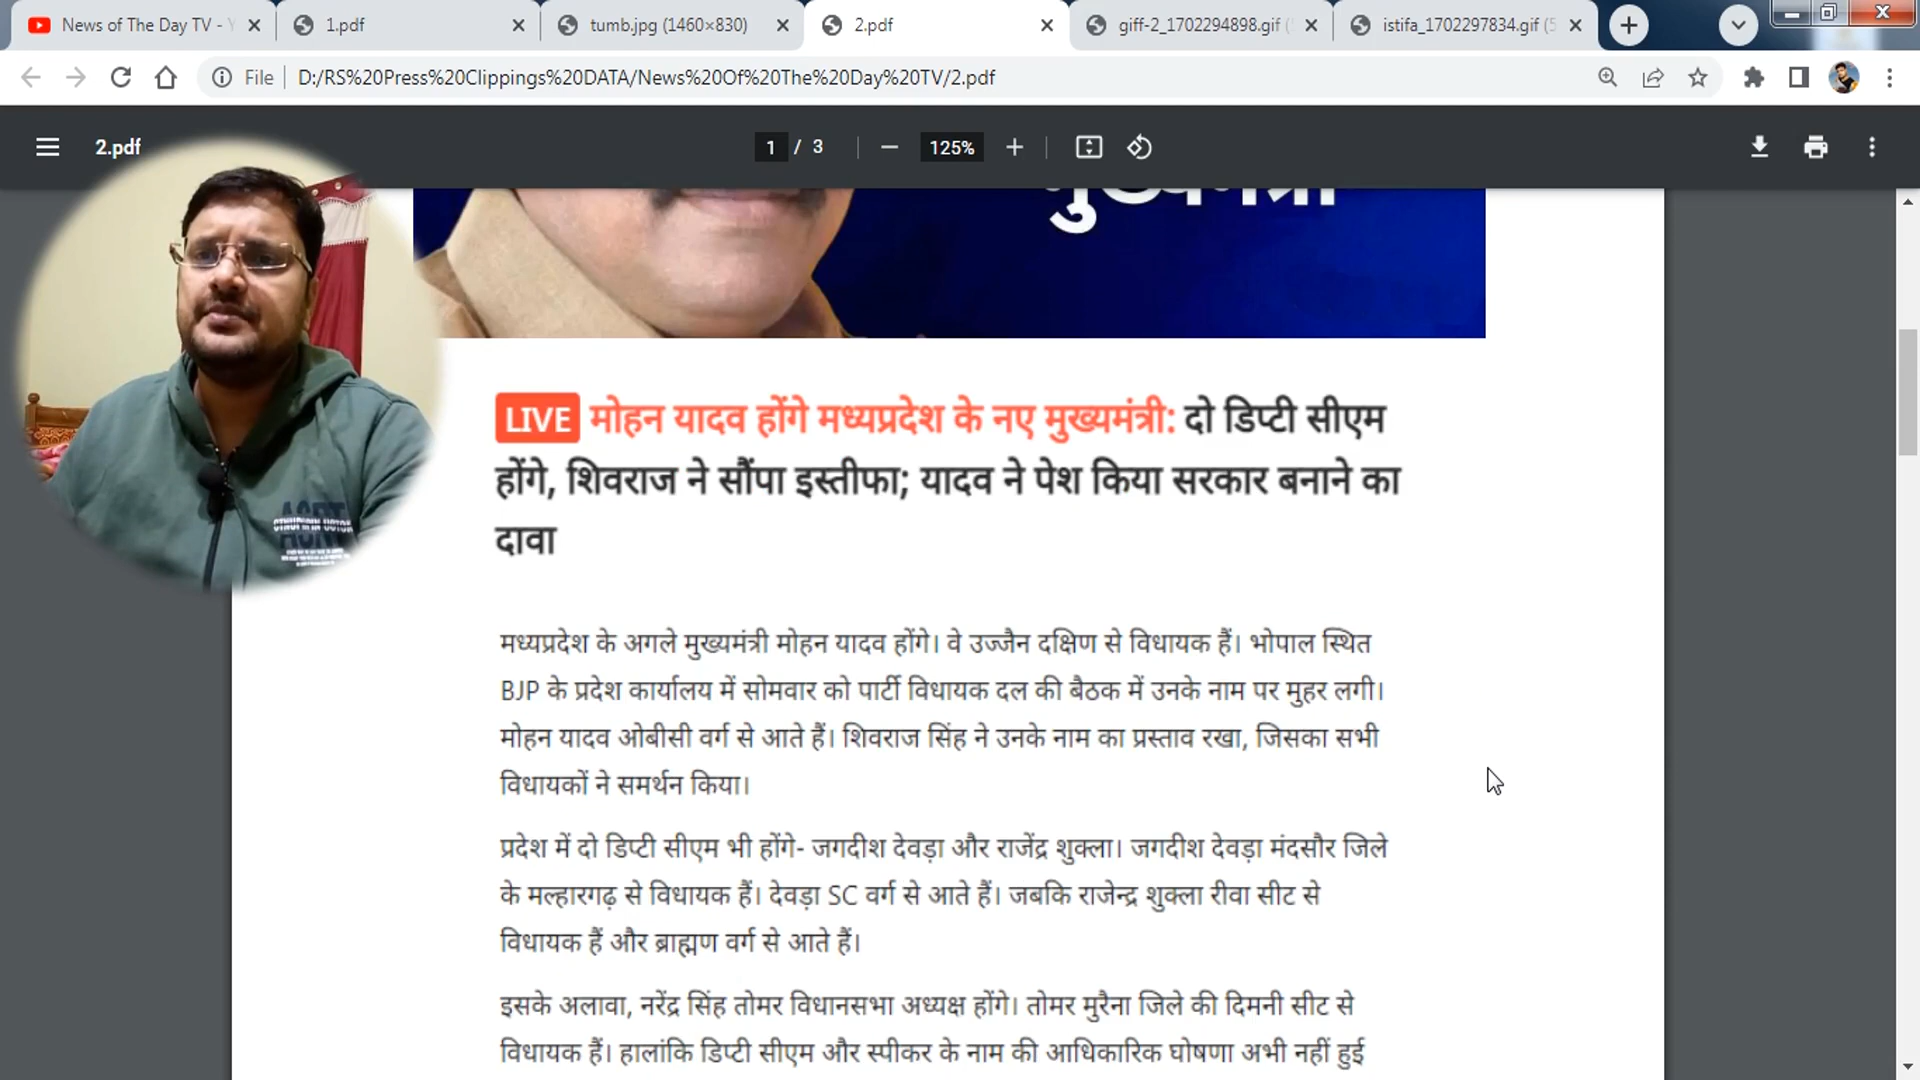 News of The Day TV - Y
1.pdf
tumb.jpg (1460×830)
2.pdf
giff-2_1702294898.gif (
istifa_1702297834.gif (5
File
D:/RS%20Press%20Clippings%20DATA/News%20Of%20The%20Day%20TV/2.pdf
2.pdf
1 / 3
125%
LIVE मोहन यादव होंगे मध्यप्रदेश के नए मुख्यमंत्री: दो डिप्टी सीएम
होंगे, शिवराज ने सौंपा इस्तीफा; यादव ने पेश किया सरकार बनाने का
दावा
मध्यप्रदेश के अगले मुख्यमंत्री मोहन यादव होंगे। वे उज्जैन दक्षिण से विधायक हैं। भोपाल स्थित
BJP के प्रदेश कार्यालय में सोमवार को पार्टी विधायक दल की बैठक में उनके नाम पर मुहर लगी।
मोहन यादव ओबीसी वर्ग से आते हैं। शिवराज सिंह ने उनके नाम का प्रस्ताव रखा, जिसका सभी
विधायकों ने समर्थन किया।
प्रदेश में दो डिप्टी सीएम भी होंगे- जगदीश देवड़ा और राजेंद्र शुक्ला। जगदीश देवड़ा मंदसौर जिले
के मल्हारगढ़ से विधायक हैं। देवड़ा SC वर्ग से आते हैं। जबकि राजेन्द्र शुक्ला रीवा सीट से
विधायक हैं और ब्राह्मण वर्ग से आते हैं।
इसके अलावा, नरेंद्र सिंह तोमर विधानसभा अध्यक्ष होंगे। तोमर मुरैना जिले की दिमनी सीट से
विधायक हैं। हालांकि डिप्टी सीएम और स्पीकर के नाम की आधिकारिक घोषणा अभी नहीं हुई